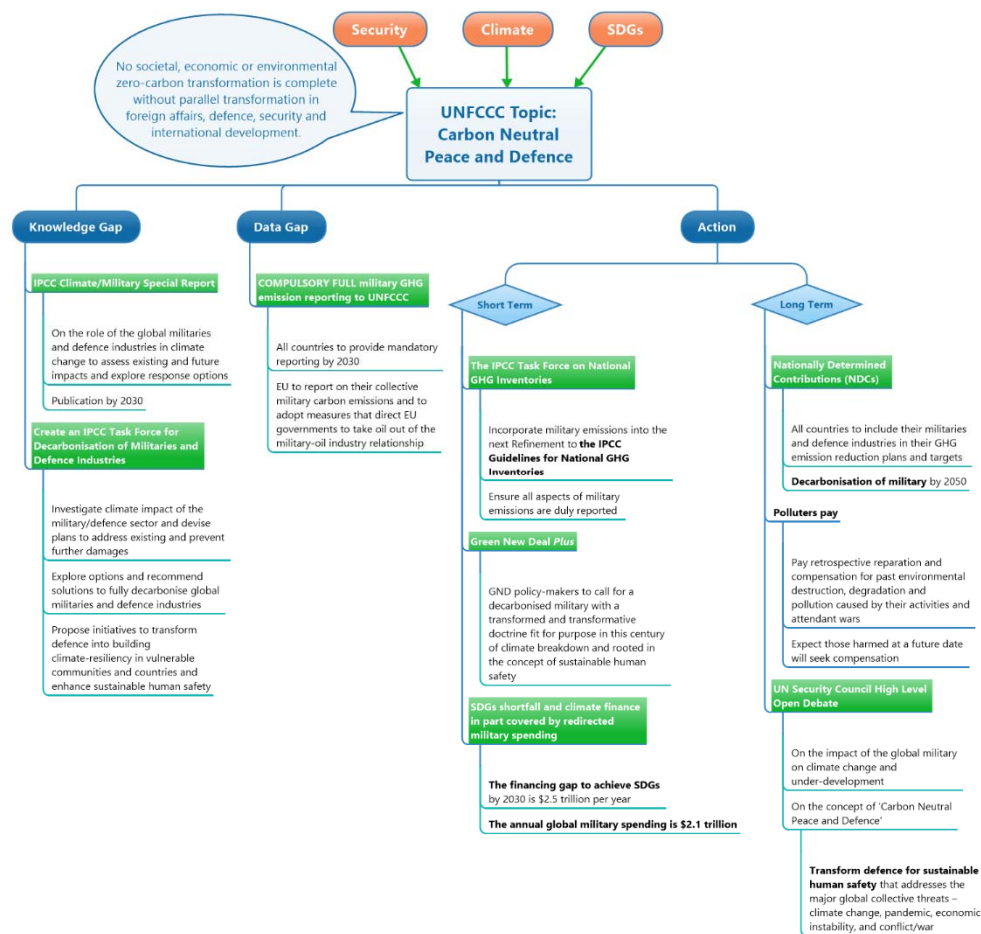 Security
Climate
SDGs
No societal, economic or environmental
zero-carbon transformation is complete
without parallel transformation in
foreign affairs, defence, security and
international development.
UNFCCC Topic:
Carbon Neutral
Peace and Defence
Knowledge Gap
IPCC Climate/Military Special Report
On the role of the global militaries
and defence industries in climate
change to assess existing and future
impacts and explore response options
Publication by 2030
Create an IPCC Task Force for
Decarbonisation of Militaries and
Defence Industries
Investigate climate impact of the
military/defence sector and devise
plans to address existing and prevent
further damages
Explore options and recommend
solutions to fully decarbonise global
militaries and defence industries
Propose initiatives to transform
defence into building
climate-resiliency in vulnerable
communities and countries and
enhance sustainable human safety
Data Gap
COMPULSORY FULL military GHG
emission reporting to UNFCCC
All countries to provide mandatory
reporting by 2030
EU to report on their collective
military carbon emissions and to
adopt measures that direct EU
governments to take oil out of the
military-oil industry relationship
Action
Short Term
The IPCC Task Force on National
GHG Inventories
Incorporate military emissions into the
next Refinement to the IPCC
Guidelines for National GHG
Inventories
Ensure all aspects of military
emissions are duly reported
Green New Deal Plus
GND policy-makers to call for a
decarbonised military with a
transformed and transformative
doctrine fit for purpose in this century
of climate breakdown and rooted in
the concept of sustainable human
safety
SDGs shortfall and climate finance
in part covered by redirected
military spending
The financing gap to achieve SDGs
by 2030 is $2.5 trillion per year
The annual global military spending is $2.1 trillion
Long Term
Nationally Determined
Contributions (NDCs)
All countries to include their militaries
and defence industries in their GHG
emission reduction plans and targets
Decarbonisation of military by 2050
Polluters pay
Pay retrospective reparation and
compensation for past environmental
destruction, degradation and
pollution caused by their activities and
attendant wars
Expect those harmed at a future date
will seek compensation
UN Security Council High Level
Open Debate
On the impact of the global military
on climate change and
under-development
On the concept of 'Carbon Neutral
Peace and Defence'
Transform defence for sustainable
human safety that addresses the
major global collective threats –
climate change, pandemic, economic
instability, and conflict/war